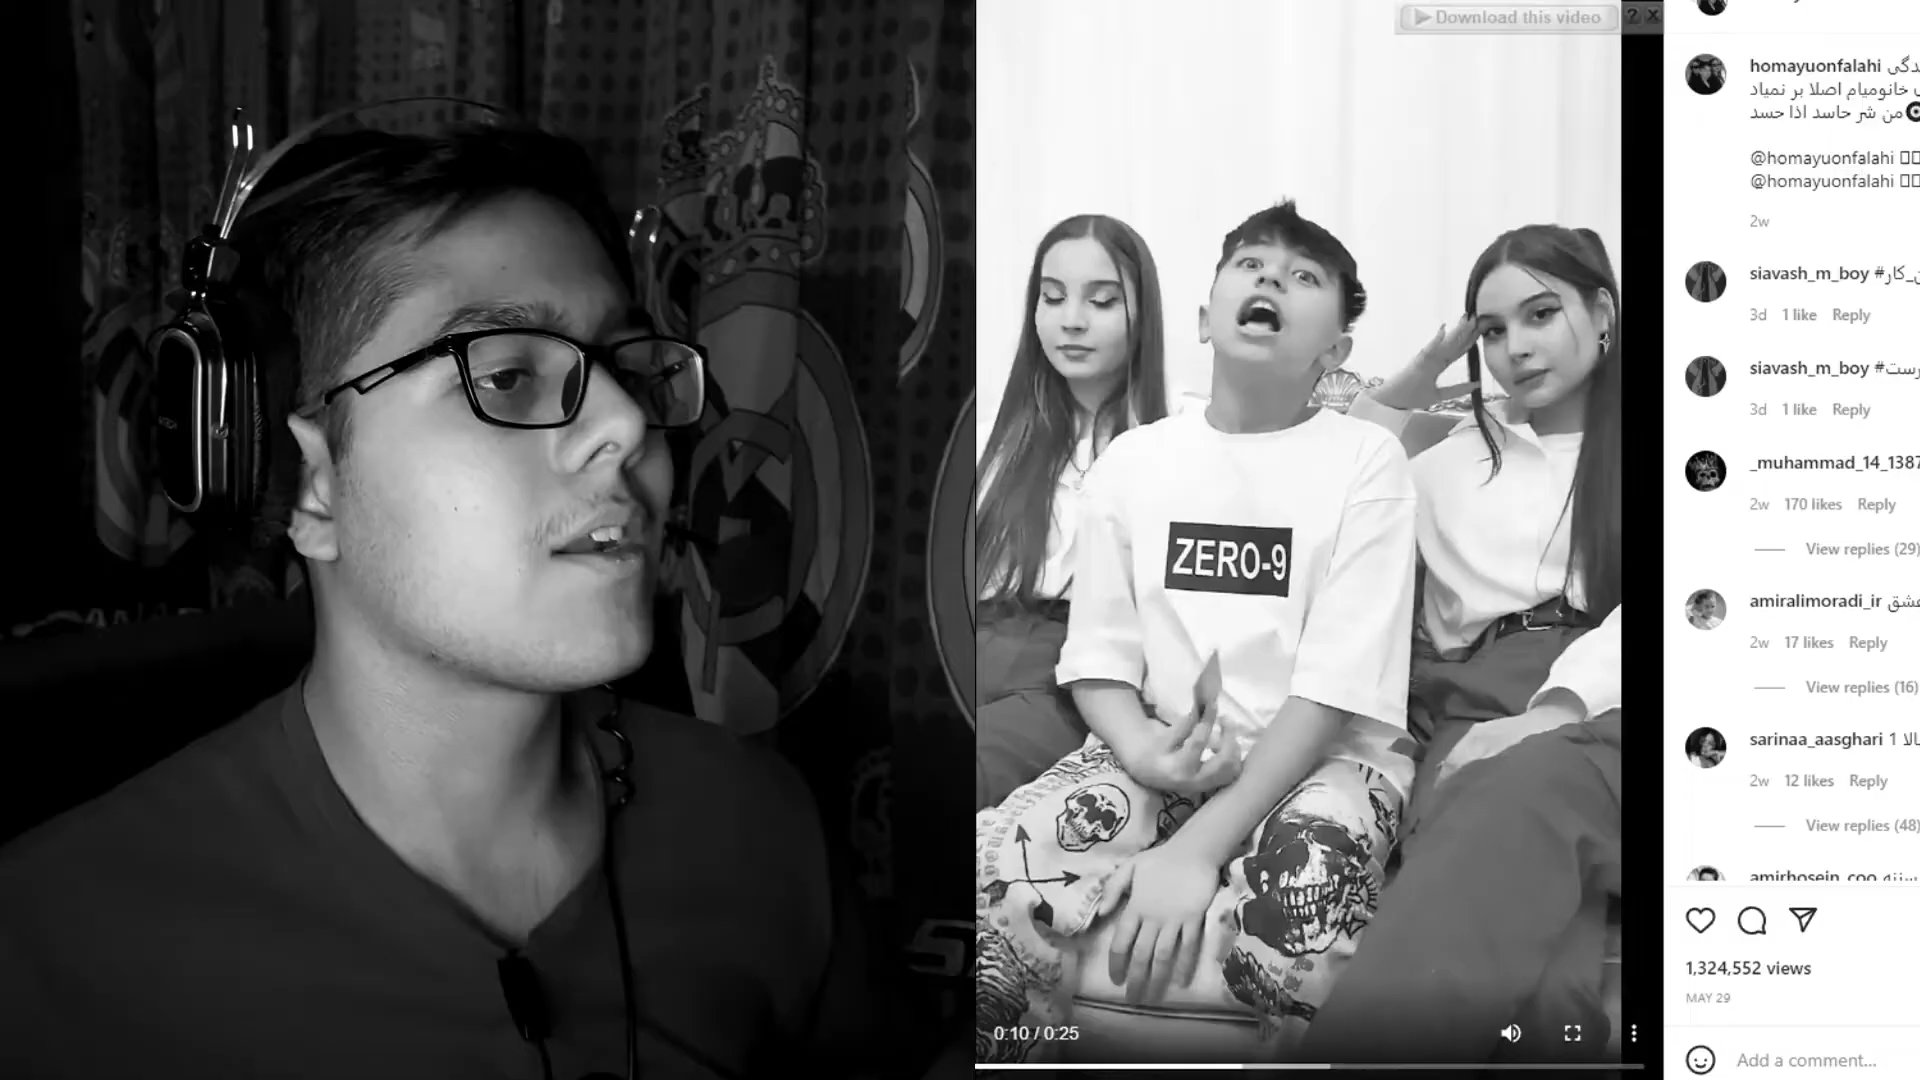 Download this video
? X
ZERO-9
0:10 / 0:25
homayuonfalahi
خانومیام اصلا بر نمیاد
من شر حاسد اذا حسد
@homayuonfalahi
@homayuonfalahi
2w
siavash_m_boy #
3d 1 like Reply
siavash_m_boy #
3d 1 like Reply
_muhammad_14_1387
2w 170 likes Reply
View replies (29)
amiralimoradi_ir
2w 17 likes Reply
View replies (16)
sarinaa_aasghari 1
2w 12 likes Reply
View replies (48)
amirhosein_coo
1,324,552 views
MAY 29
Add a comment...